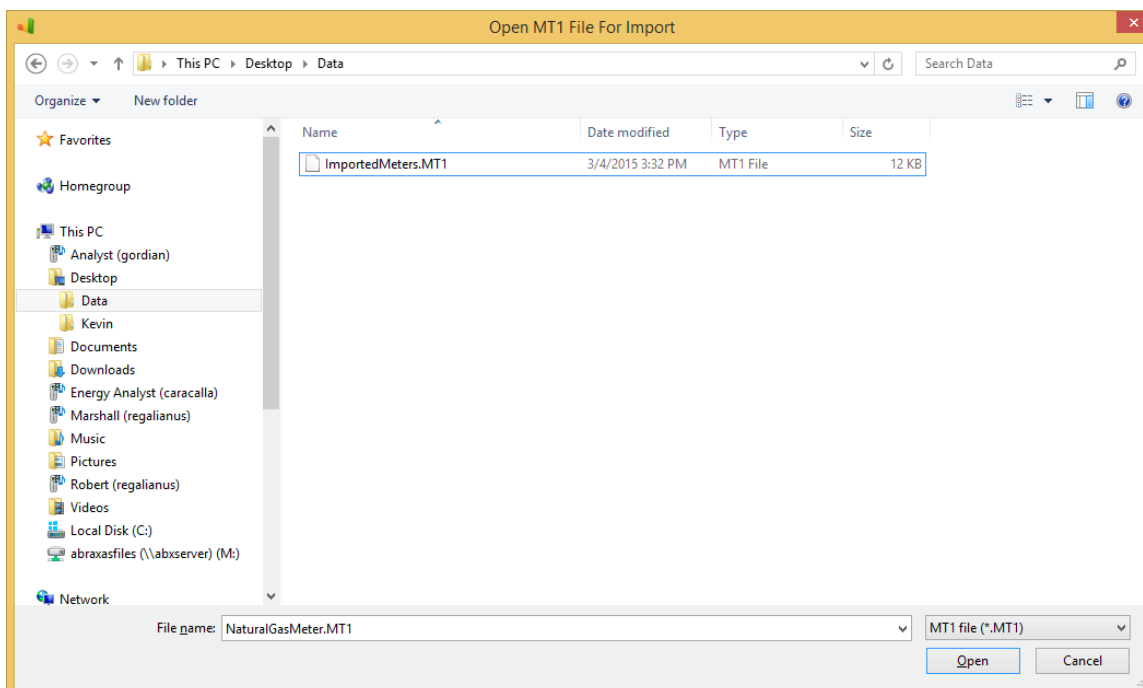 Open MT1 File For Import
This PC Desktop Data
Search Data
Organize New folder
Favorites
Homegroup
This PC
Analyst (gordian)
Desktop
Data
Kevin
Documents
Downloads
Energy Analyst (caracalla)
Marshall (regalianus)
Music
Pictures
Robert (regalianus)
Videos
Local Disk (C:)
abraxasfiles (\\abxserver) (M:)
Network
Name Date modified Type Size
ImportedMeters.MT1 3/4/2015 3:32 PM MT1 File 12 KB
File name: NaturalGasMeter.MT1 MT1 file (*.MT1)
Open Cancel